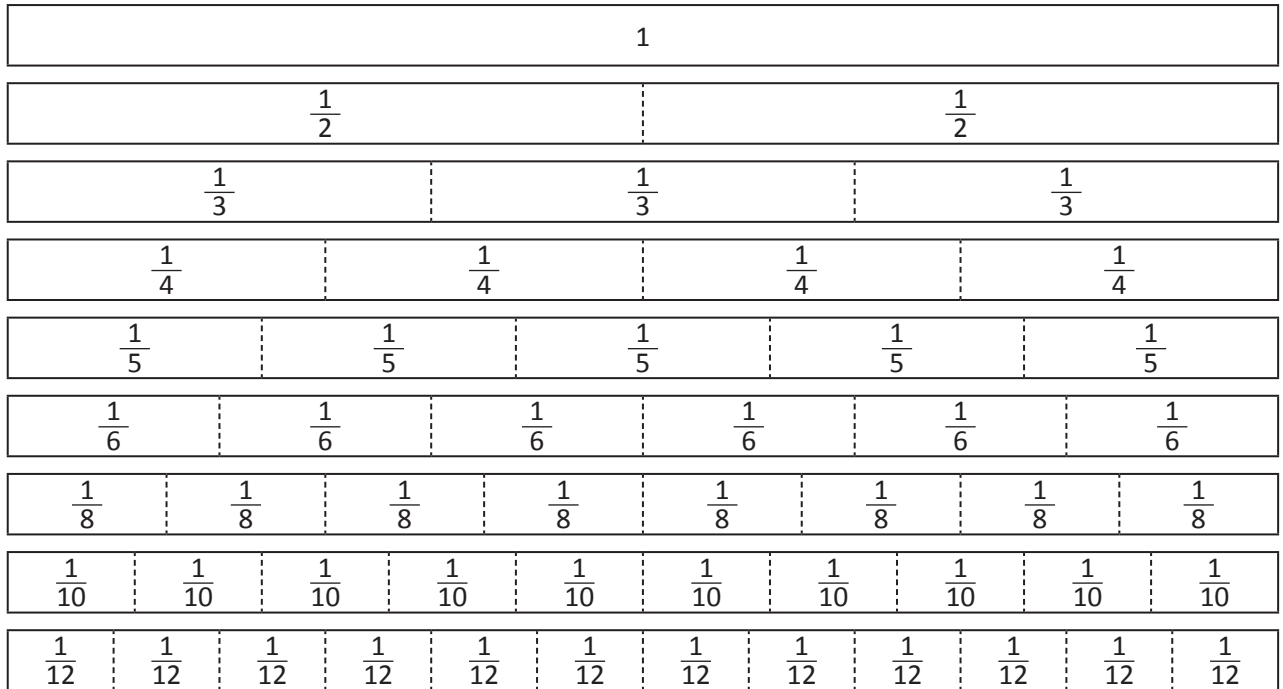 1
1/2 1/2
1/3 1/3 1/3
1/4 1/4 1/4 1/4
1/5 1/5 1/5 1/5 1/5
1/6 1/6 1/6 1/6 1/6 1/6
1/8 1/8 1/8 1/8 1/8 1/8 1/8 1/8
1/10 1/10 1/10 1/10 1/10 1/10 1/10 1/10 1/10 1/10
1/12 1/12 1/12 1/12 1/12 1/12 1/12 1/12 1/12 1/12 1/12 1/12